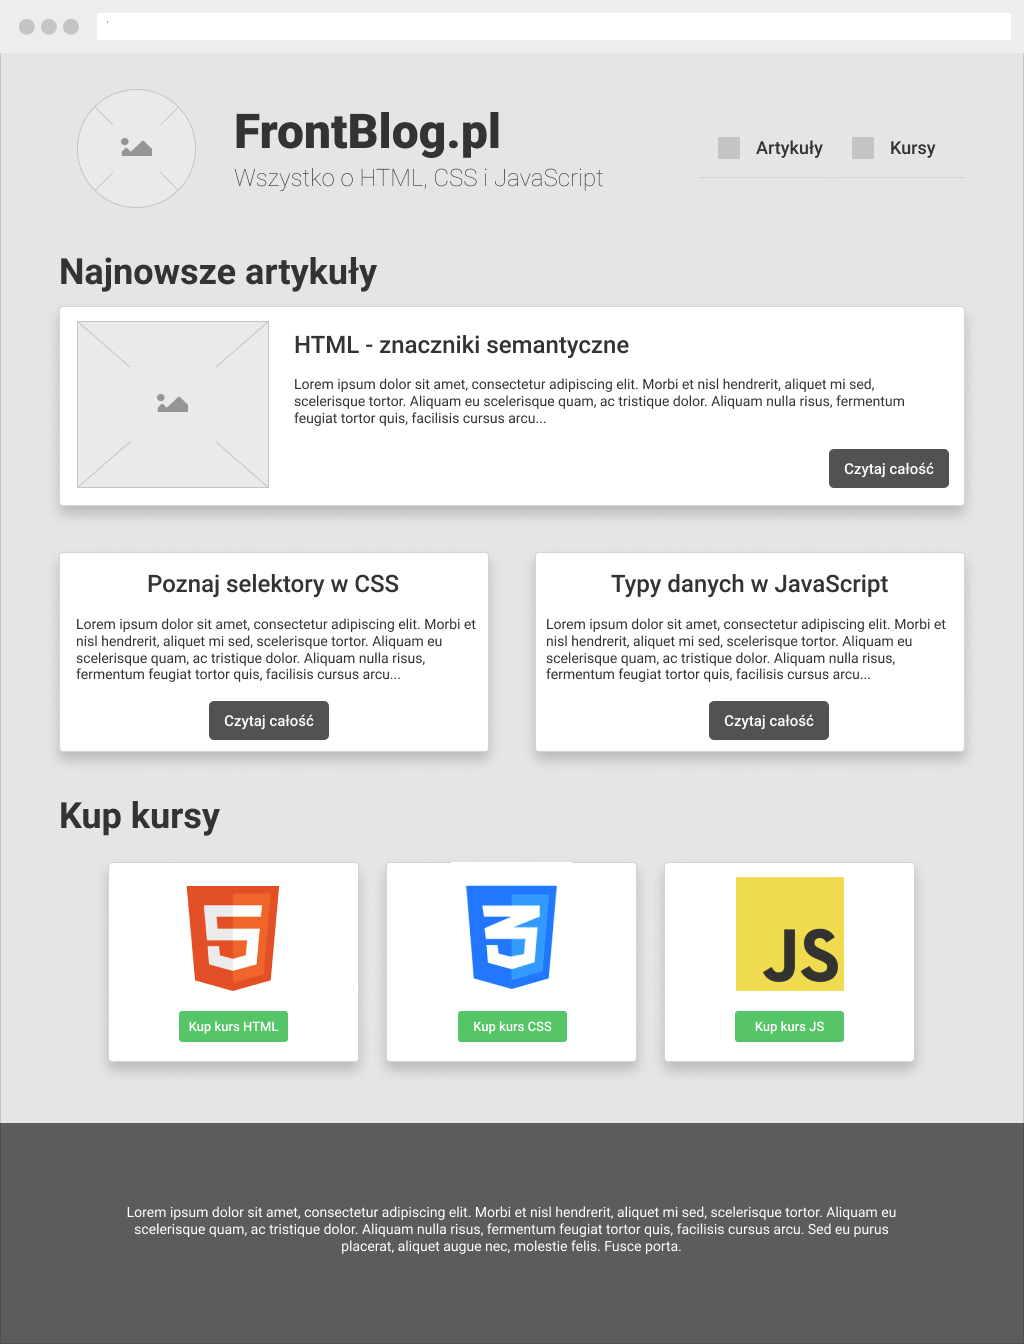 FrontBlog.pl
Wszystko o HTML, CSS i JavaScript
Artykuły
Kursy
Najnowsze artykuły
HTML - znaczniki semantyczne
Lorem ipsum dolor sit amet, consectetur adipiscing elit. Morbi et nisl hendrerit, aliquet mi sed,
scelerisque tortor. Aliquam eu scelerisque quam, ac tristique dolor. Aliquam nulla risus, fermentum
feugiat tortor quis, facilisis cursus arcu...
Czytaj całość
Poznaj selektory w CSS
Lorem ipsum dolor sit amet, consectetur adipiscing elit. Morbi et
nisl hendrerit, aliquet mi sed, scelerisque tortor. Aliquam eu
scelerisque quam, ac tristique dolor. Aliquam nulla risus,
fermentum feugiat tortor quis, facilisis cursus arcu...
Czytaj całość
Typy danych w JavaScript
Lorem ipsum dolor sit amet, consectetur adipiscing elit. Morbi et
nisl hendrerit, aliquet mi sed, scelerisque tortor. Aliquam eu
scelerisque quam, ac tristique dolor. Aliquam nulla risus,
fermentum feugiat tortor quis, facilisis cursus arcu...
Czytaj całość
Kup kursy
5
Kup kurs HTML
3
Kup kurs CSS
JS
Kup kurs JS
Lorem ipsum dolor sit amet, consectetur adipiscing elit. Morbi et nisl hendrerit, aliquet mi sed, scelerisque tortor. Aliquam eu
scelerisque quam, ac tristique dolor. Aliquam nulla risus, fermentum feugiat tortor quis, facilisis cursus arcu. Sed eu purus
placerat, aliquet augue nec, molestie felis. Fusce porta.